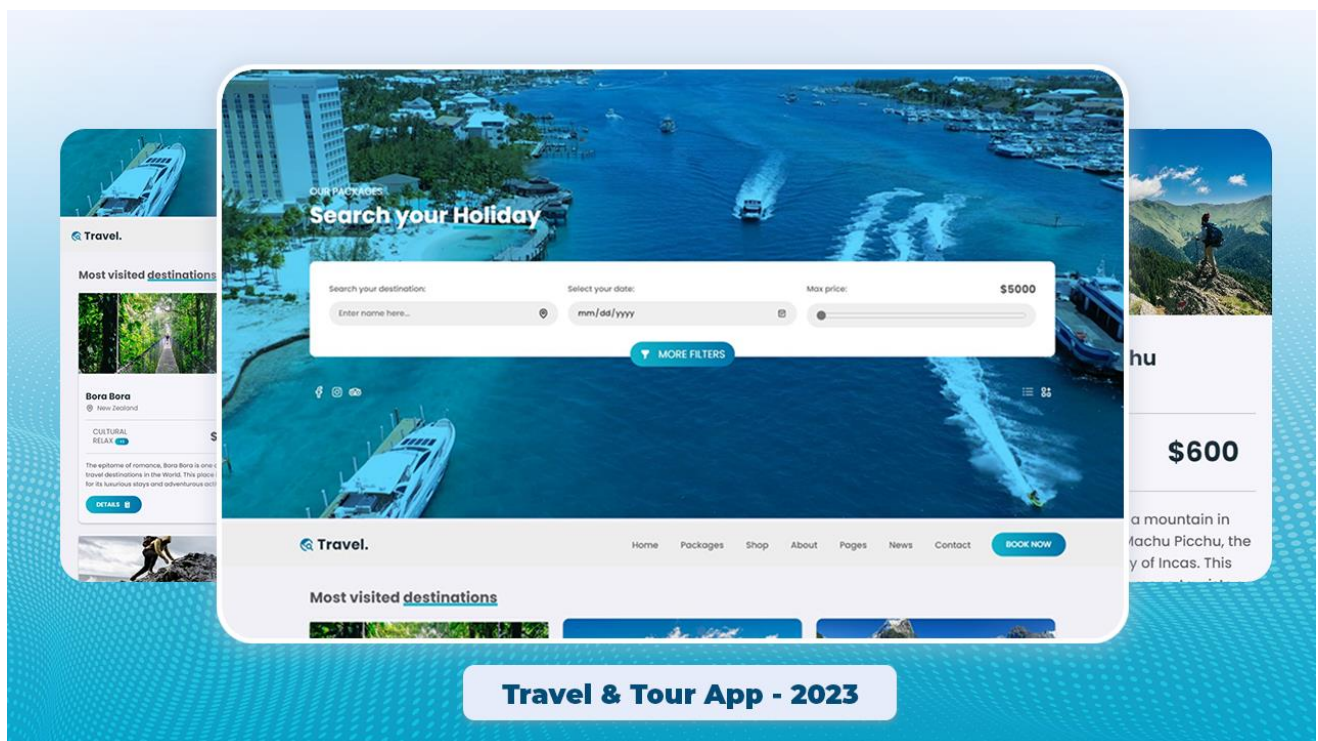 OUR PACKAGES
Search your Holiday
Search your destination:
Enter name here...
Select your date:
mm/dd/yyyy
Max price:
$5000
MORE FILTERS
Travel.
Home Packages Shop About Pages News Contact BOOK NOW
Most visited destinations
Travel.
Most visited destinations
Bora Bora
New Zealand
CULTURAL
RELAX
$
The epitome of romance, Bora Bora is one
travel destinations in the World. This place
for its luxurious stays and adventurous
DETAILS
hu
$600
a mountain in
Machu Picchu, the
y of Incas. This
Travel & Tour App - 2023